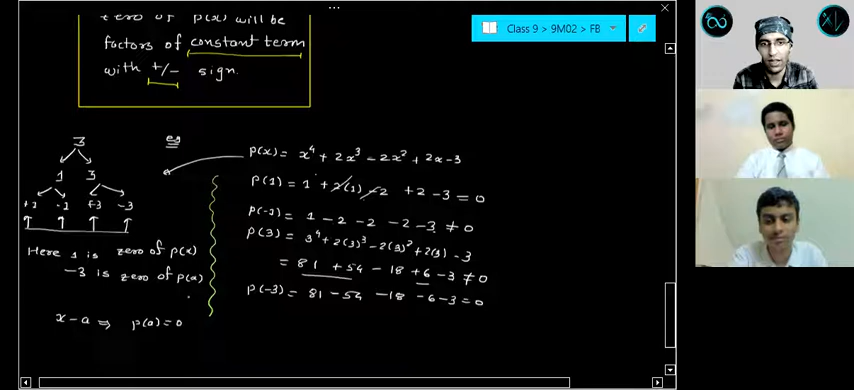 zero of p(x) will be
factors of constant term
with +/- sign.
Class 9 > 9M02 > FB
3
1 3
+1 -1 +3 -3
Here 1 is zero of p(x)
-3 is zero of p(x)
x-a ⇒ p(a)=0
eg
p(x) = x⁴ + 2x³ - 2x² + 2x - 3
p(1) = 1 + 2(1) - 2 + 2 - 3 = 0
p(-1) = 1 - 2 - 2 - 2 - 3 ≠ 0
p(3) = 3⁴ + 2(3)³ - 2(3)² + 2(3) - 3
= 81 + 54 - 18 + 6 - 3 ≠ 0
p(-3) = 81 - 54 - 18 - 6 - 3 = 0